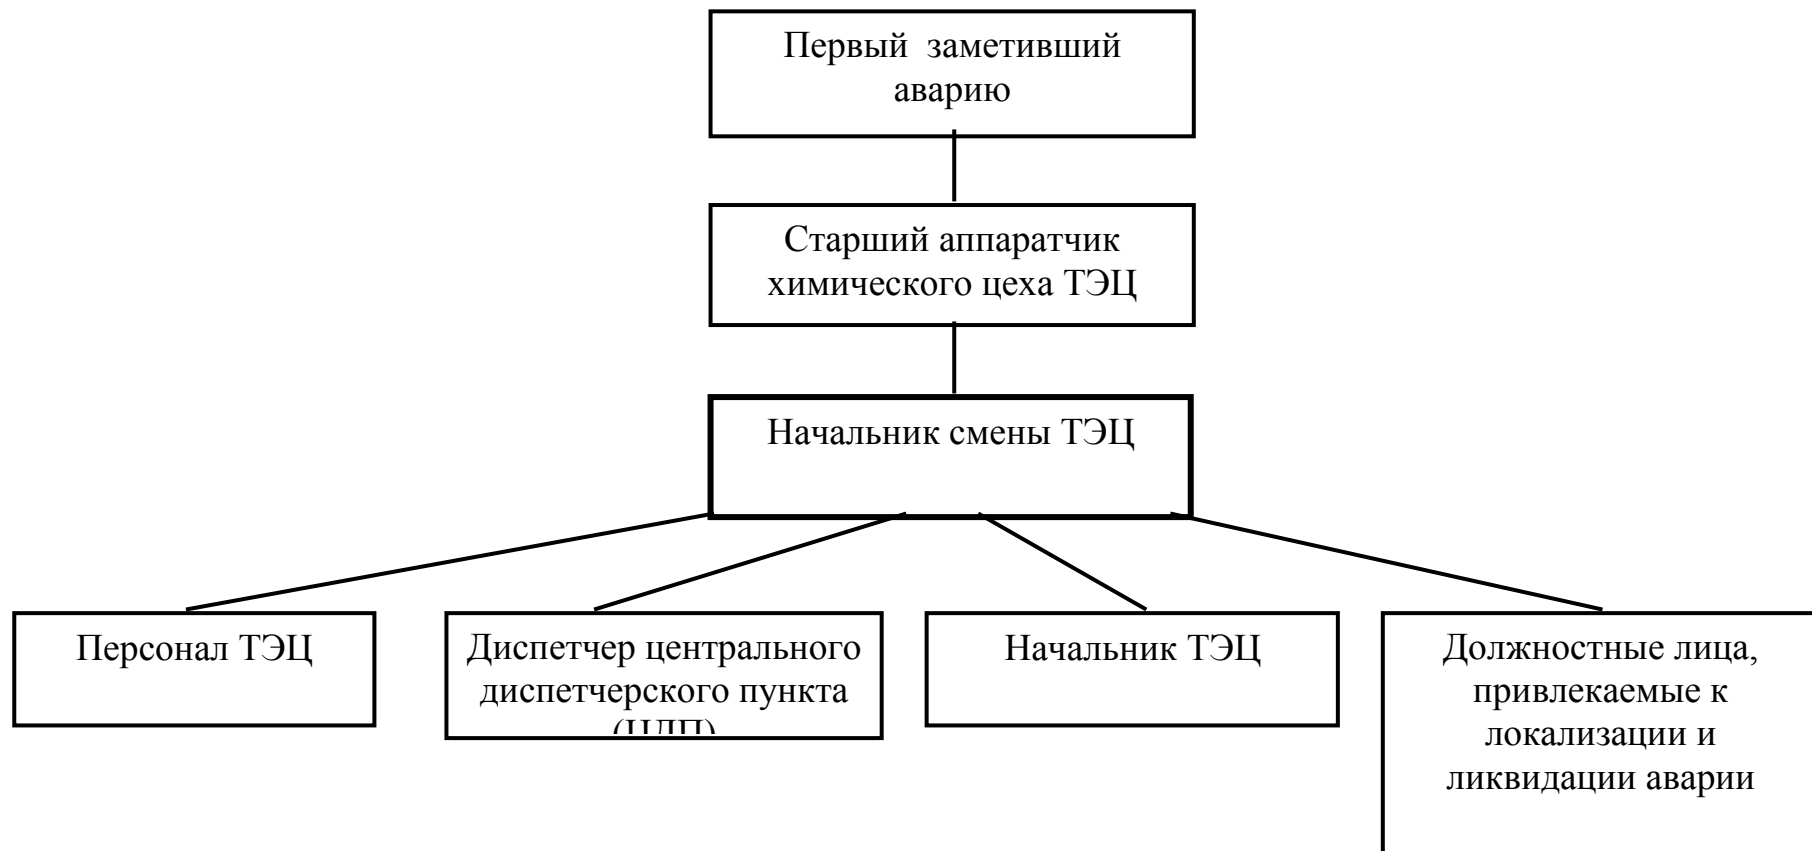 Первый заметивший
аварию
Старший аппаратчик
химического цеха ТЭЦ
Начальник смены ТЭЦ
Персонал ТЭЦ
Диспетчер центрального
диспетчерского пункта
(ЦДП)
Начальник ТЭЦ
Должностные лица,
привлекаемые к
локализации и
ликвидации аварии